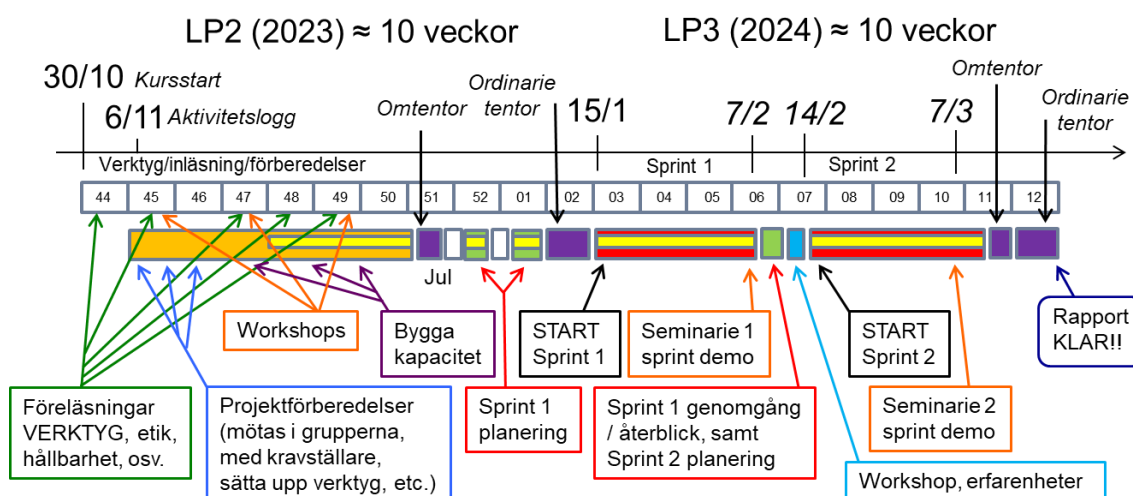 LP2 (2023) ≈ 10 veckor
LP3 (2024) ≈ 10 veckor
30/10 Kursstart
6/11 Aktivitetslogg
Omtentor
Ordinarie
tentor
15/1
7/2
14/2
7/3
Omtentor
Ordinarie
tentor
Verktyg/inläsning/förberedelser
Sprint 1
Sprint 2
44 45 46 47 48 49 50 51 52 01 02 03 04 05 06 07 08 09 10 11 12
Jul
Workshops
Bygga
kapacitet
START
Sprint 1
Seminarie 1
sprint demo
START
Sprint 2
Rapport
KLAR!!
Föreläsningar
VERKTYG, etik,
hållbarhet, osv.
Projektförberedelser
(mötas i grupperna,
med kravställare,
sätta upp verktyg, etc.)
Sprint 1
planering
Sprint 1 genomgång
/ återblick, samt
Sprint 2 planering
Seminarie 2
sprint demo
Workshop, erfarenheter